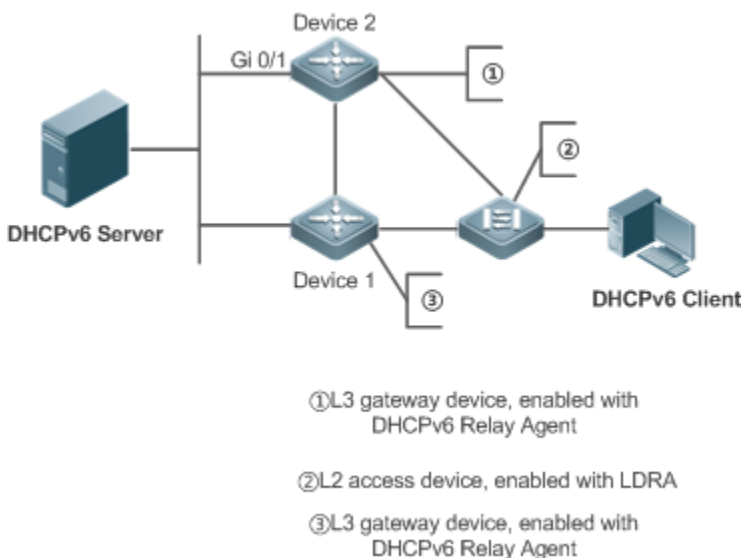 Device 2
Gi 0/1
①
②
DHCPv6 Server
Device 1
③
DHCPv6 Client
①L3 gateway device, enabled with
DHCPv6 Relay Agent
②L2 access device, enabled with LDRA
③L3 gateway device, enabled with
DHCPv6 Relay Agent